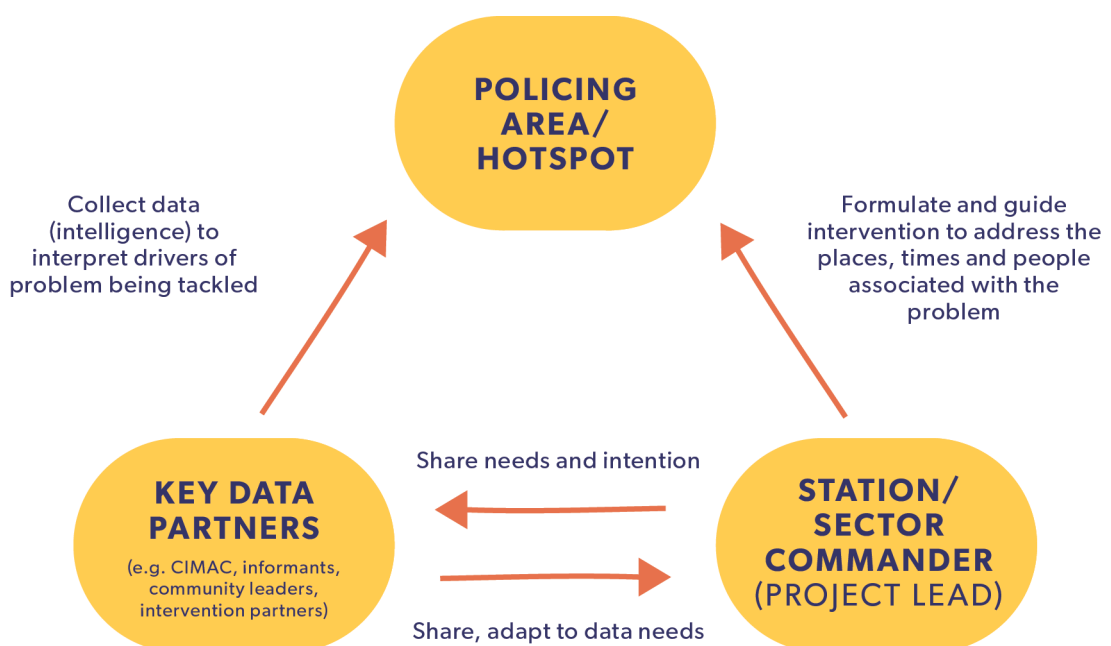 POLICING
AREA/
HOTSPOT
Collect data
(intelligence) to
interpret drivers of
problem being tackled
Formulate and guide
intervention to address the
places, times and people
associated with the
problem
Share needs and intention
KEY DATA
PARTNERS
(e.g. CIMAC, informants,
community leaders,
intervention partners)
STATION/
SECTOR
COMMANDER
(PROJECT LEAD)
Share, adapt to data needs